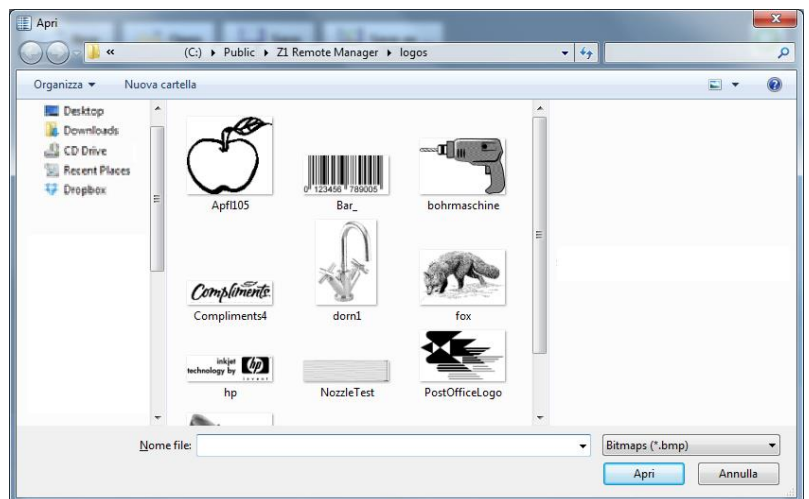 Apri
« (C:) Public Z1 Remote Manager logos
Organizza Nuova cartella
Desktop
Downloads
CD Drive
Recent Places
Dropbox
0 123456 789005
Apfl105 Bar_ bohrmaschine
Compliments
Compliments4 dorn1 fox
inkjet
technology by hp
invent
hp NozzleTest PostOfficeLogo
Nome file: Bitmaps (*.bmp)
Apri Annulla